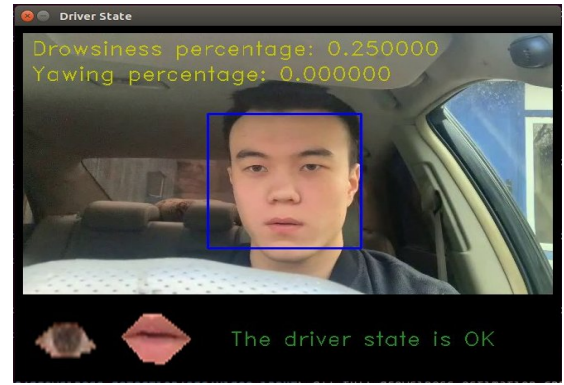 Driver State
Drowsiness percentage: 0.250000
Yawing percentage: 0.000000
The driver state is OK